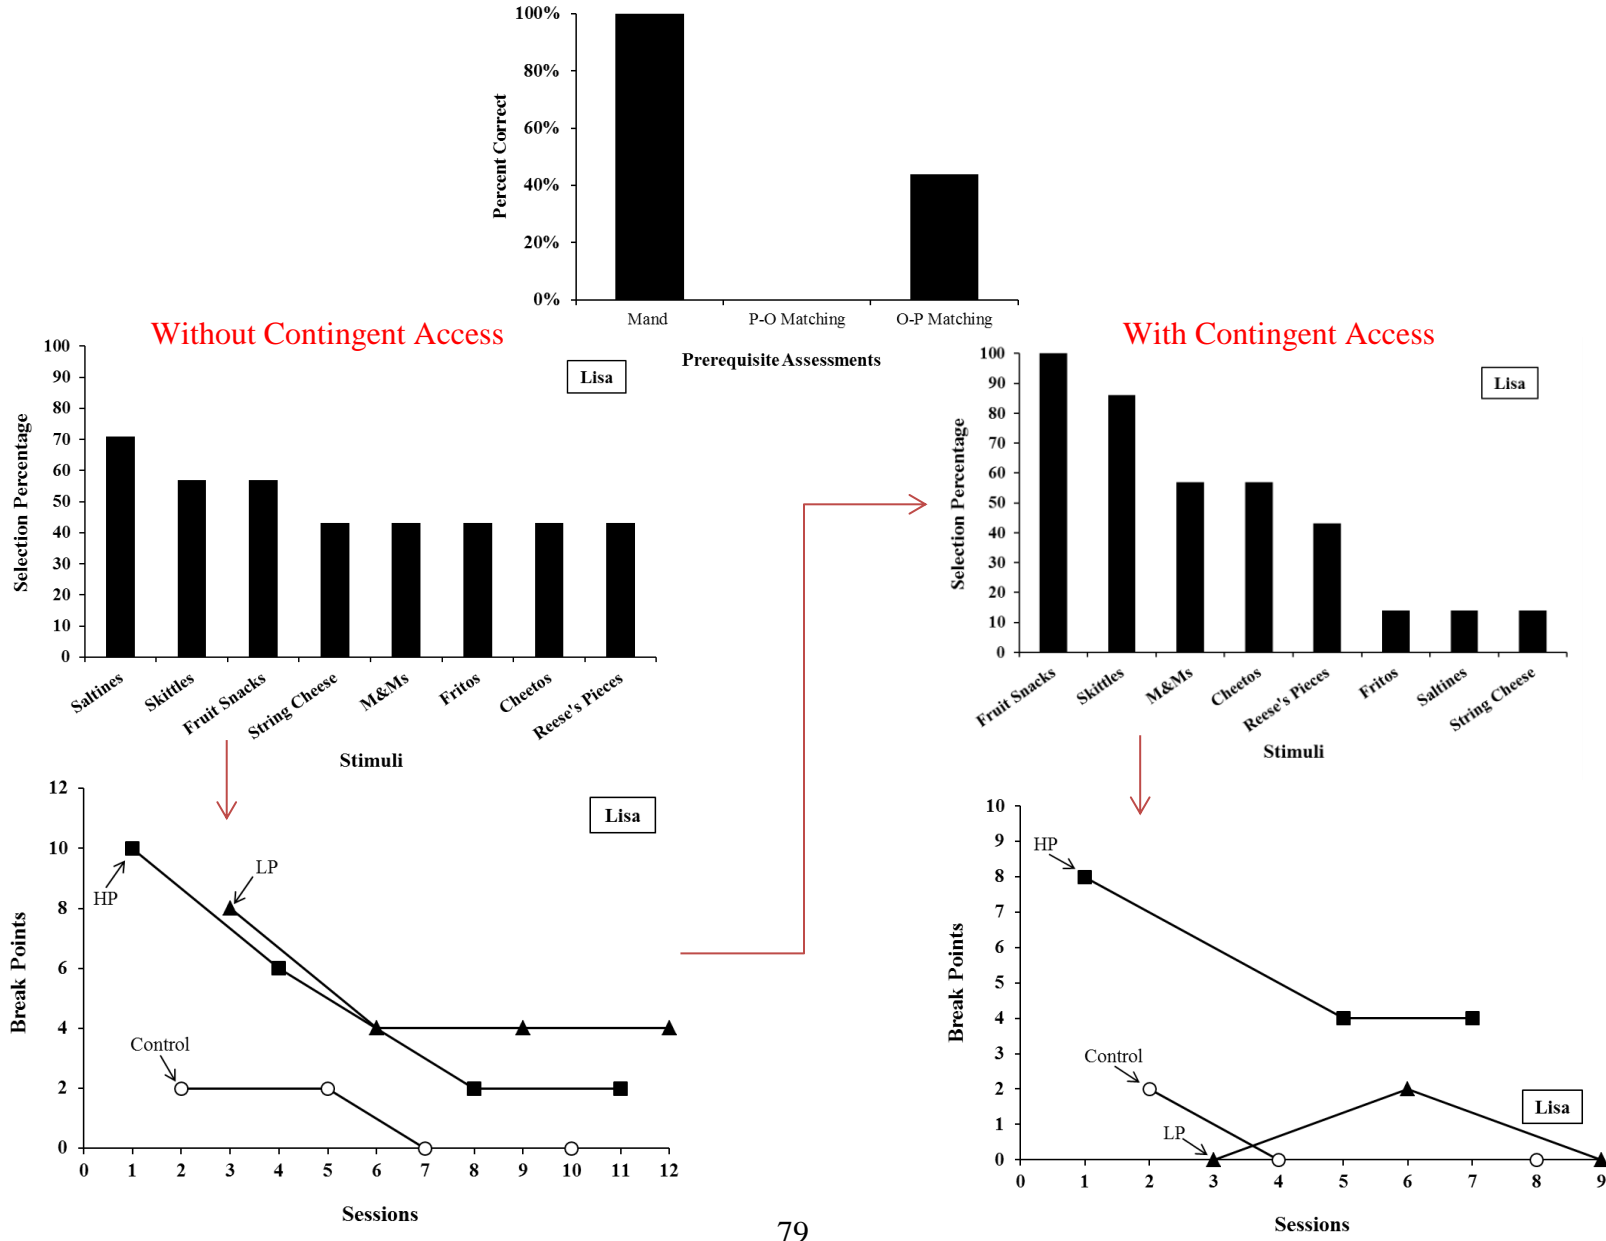 100%
80%
60%
40%
20%
0%
Percent Correct
Mand
P-O Matching
O-P Matching
Prerequisite Assessments
Without Contingent Access
100
90
80
70
60
50
40
30
20
10
0
Selection Percentage
Lisa
Saltines
Skittles
Fruit Snacks
String Cheese
M&Ms
Fritos
Cheetos
Reese's Pieces
Stimuli
With Contingent Access
100
90
80
70
60
50
40
30
20
10
0
Selection Percentage
Lisa
Fruit Snacks
Skittles
M&Ms
Cheetos
Reese's Pieces
Fritos
Saltines
String Cheese
Stimuli
12
10
8
6
4
2
0
Break Points
Lisa
HP
LP
Control
0 1 2 3 4 5 6 7 8 9 10 11 12
Sessions
10
9
8
7
6
5
4
3
2
1
0
Break Points
HP
Control
LP
Lisa
0 1 2 3 4 5 6 7 8 9
Sessions
79